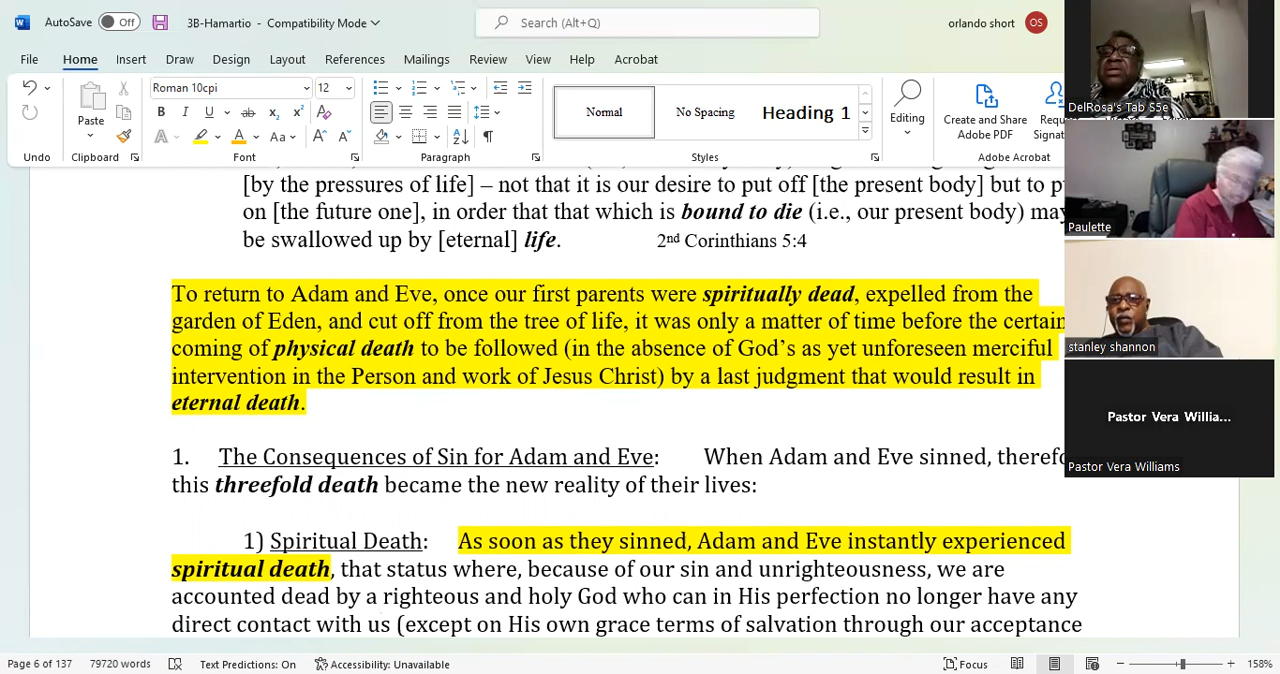 AutoSave Off 3B-Hamartio - Compatibility Mode Search (Alt+Q) orlando short OS
File Home Insert Draw Design Layout References Mailings Review View Help Acrobat
Roman 10cpi 12 Normal No Spacing Heading 1
Paste Editing Create and Share Adobe PDF Requ Signat
Undo Clipboard Font Paragraph Styles Adobe Acrobat
DelRosa's Tab S5e
Paulette
stanley shannon
Pastor Vera Willia...
Pastor Vera Williams
[by the pressures of life] – not that it is our desire to put off [the present body] but to p
on [the future one], in order that that which is bound to die (i.e., our present body) may
be swallowed up by [eternal] life. 2nd Corinthians 5:4
To return to Adam and Eve, once our first parents were spiritually dead, expelled from the
garden of Eden, and cut off from the tree of life, it was only a matter of time before the certain
coming of physical death to be followed (in the absence of God's as yet unforeseen merciful
intervention in the Person and work of Jesus Christ) by a last judgment that would result in
eternal death.
1. The Consequences of Sin for Adam and Eve: When Adam and Eve sinned, therefo
this threefold death became the new reality of their lives:
1) Spiritual Death: As soon as they sinned, Adam and Eve instantly experienced
spiritual death, that status where, because of our sin and unrighteousness, we are
accounted dead by a righteous and holy God who can in His perfection no longer have any
direct contact with us (except on His own grace terms of salvation through our acceptance
Page 6 of 137 79720 words Text Predictions: On Accessibility: Unavailable Focus 158%